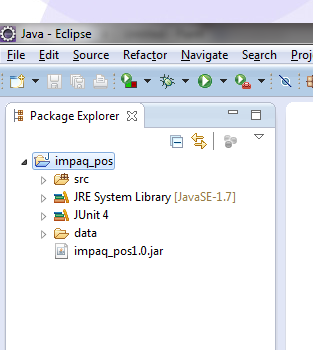 Java - Eclipse
File Edit Source Refactor Navigate Search Proj
Package Explorer
impaq_pos
src
JRE System Library [JavaSE-1.7]
JUnit 4
data
impaq_pos1.0.jar